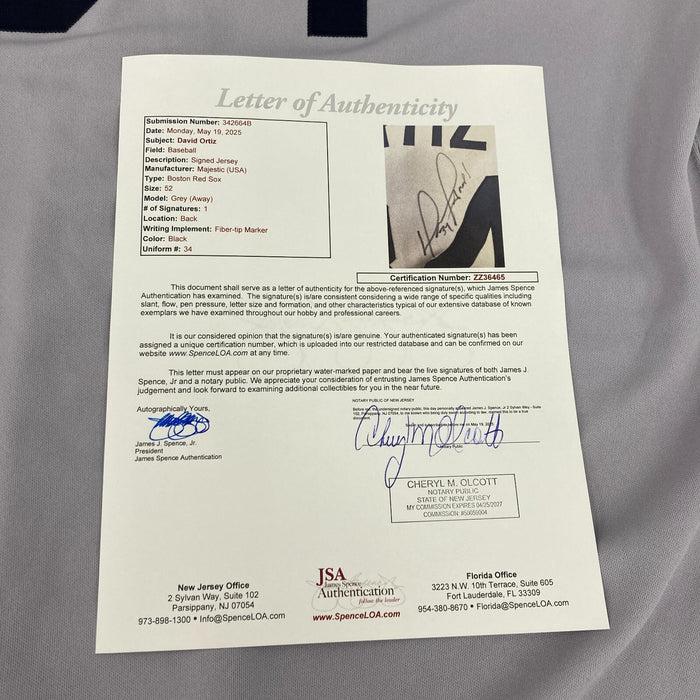 Letter of Authenticity
Submission Number: 342664B
Date: Monday, May 19, 2025
Subject: David Ortiz
Field: Baseball
Description: Signed Jersey
Manufacturer: Majestic (USA)
Type: Boston Red Sox
Size: 52
Model: Grey (Away)
# of Signatures: 1
Location: Back
Writing Implement: Fiber-tip Marker
Color: Black
Uniform #: 34
TIZ
Certification Number: ZZ36465
This document shall serve as a letter of authenticity for the above-referenced signature(s), which James Spence
Authentication has examined. The signature(s) is/are consistent considering a wide range of specific qualities including
slant, flow, pen pressure, letter size and formation, and other characteristics typical of our extensive database of known
exemplars we have examined throughout our hobby and professional careers.
It is our considered opinion that the signature(s) is/are genuine. Your authenticated signature(s) has been
assigned a unique certification number, which is uploaded into our restricted database and can be confirmed on our
website www.SpenceLOA.com at any time.
This letter must appear on our proprietary water-marked paper and bear the live signatures of both James J.
Spence, Jr and a notary public. We appreciate your consideration of entrusting James Spence Authentication's
judgement and look forward to examining additional collectibles for you in the near future.
NOTARY PUBLIC OF NEW JERSEY
Autographically Yours,
James J. Spence, Jr.
President
James Spence Authentication
Cheryl M Olcott
Notary Public
CHERYL M. OLCOTT
NOTARY PUBLIC
STATE OF NEW JERSEY
MY COMMISSION EXPIRES 04/25/2027
COMMISSION: #50059004
New Jersey Office
2 Sylvan Way, Suite 102
Parsippany, NJ 07054
973-898-1300 • Info@SpenceLOA.com
JSA
James Spence
Authentication
follow the leader
www.SpenceLOA.com
Florida Office
3223 N.W. 10th Terrace, Suite 605
Fort Lauderdale, FL 33309
954-380-8670 • Florida@SpenceLOA.com